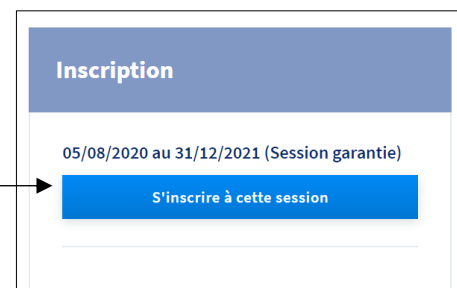 Inscription
05/08/2020 au 31/12/2021 (Session garantie)
S'inscrire à cette session